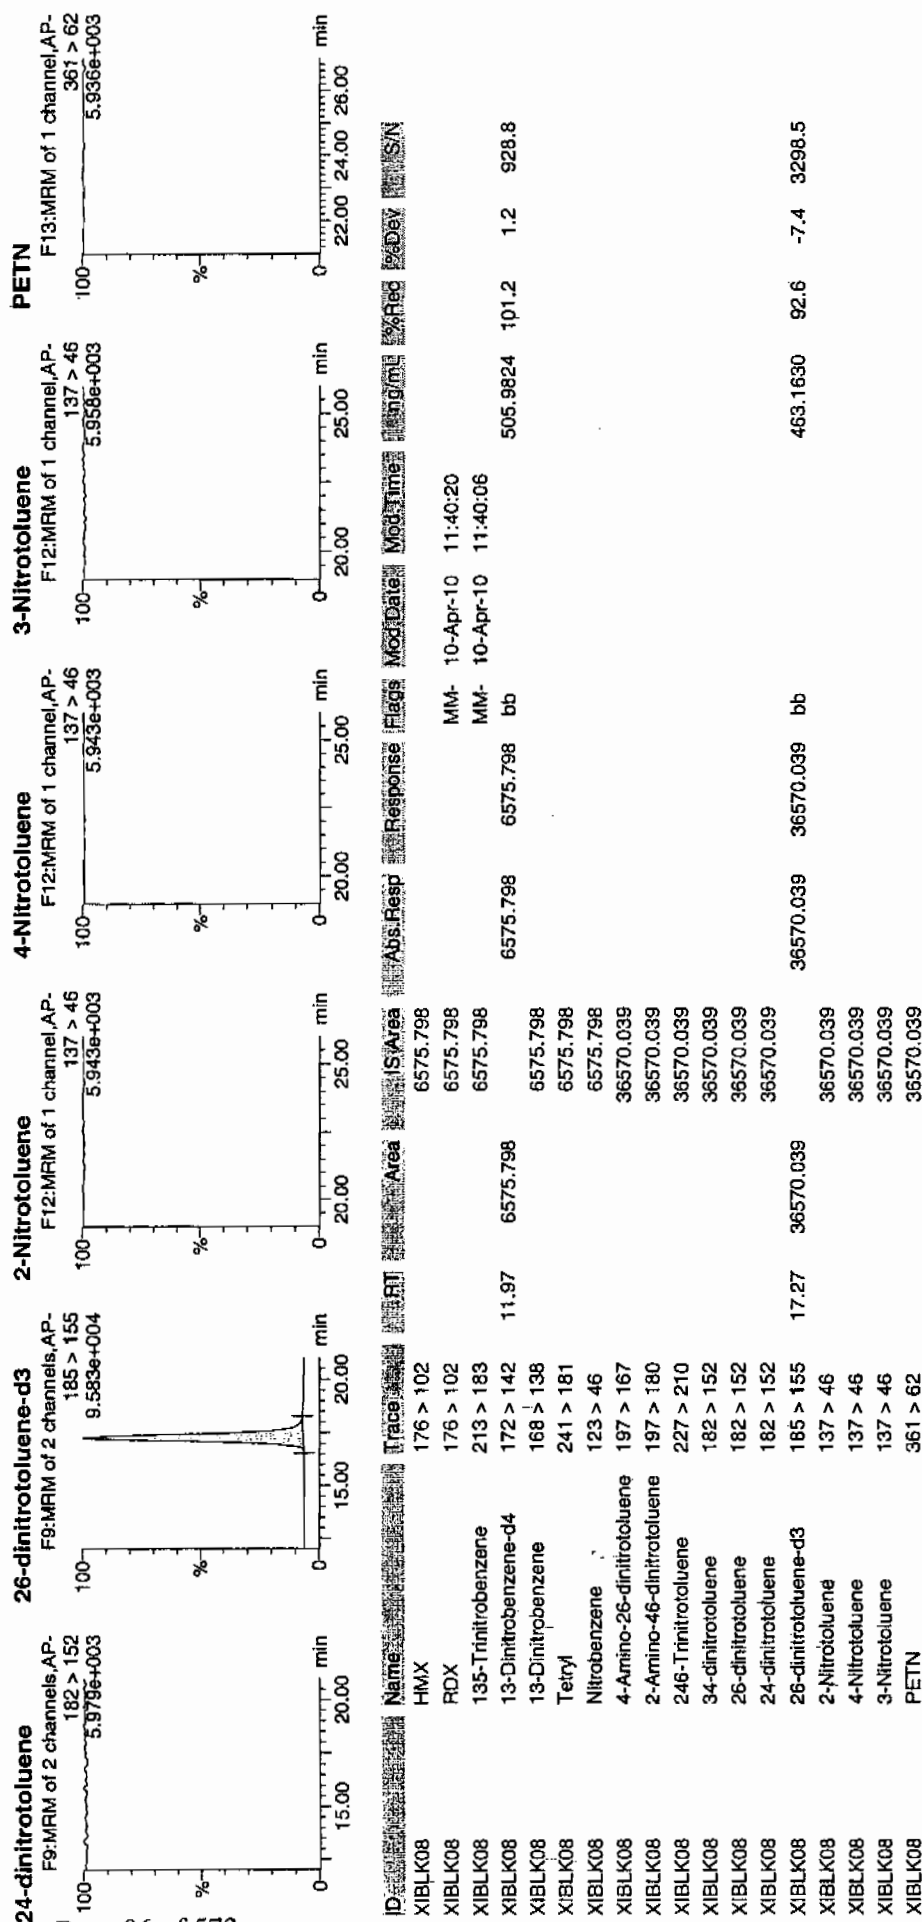 24-dinitrotoluene
F9:MRM of 2 channels,AP-
182 > 152
5.979e+003
100
%
0
15.00 20.00 min
26-dinitrotoluene-d3
F9:MRM of 2 channels,AP-
185 > 155
9.583e+004
100
%
0
15.00 20.00 min
2-Nitrotoluene
F12:MRM of 1 channel,AP-
137 > 46
5.943e+003
100
%
0
20.00 25.00 min
4-Nitrotoluene
F12:MRM of 1 channel,AP-
137 > 46
5.943e+003
100
%
0
20.00 25.00 min
3-Nitrotoluene
F12:MRM of 1 channel,AP-
137 > 46
5.958e+003
100
%
0
20.00 25.00 min
PETN
F13:MRM of 1 channel,AP-
361 > 62
5.936e+003
100
%
0
22.00 24.00 26.00 min
ID Name Trace RT Area IS Area Abs.Resp Response Flags Mod.Date Mod.Time ng/mL %Rec %Dev S/N
XIBLK08 HMX 176 > 102 6575.798
XIBLK08 RDX 176 > 102 6575.798 MM- 10-Apr-10 11:40:20
XIBLK08 135-Trinitrobenzene 213 > 183 6575.798 MM- 10-Apr-10 11:40:06
XIBLK08 13-Dinitrobenzene-d4 172 > 142 11.97 6575.798 6575.798 6575.798 bb 505.9824 101.2 1.2 928.8
XIBLK08 13-Dinitrobenzene 168 > 138 6575.798
XIBLK08 Tetryl 241 > 181 6575.798
XIBLK08 Nitrobenzene 123 > 46 6575.798
XIBLK08 4-Amino-26-dinitrotoluene 197 > 167 36570.039
XIBLK08 2-Amino-46-dinitrotoluene 197 > 180 36570.039
XIBLK08 246-Trinitrotoluene 227 > 210 36570.039
XIBLK08 34-dinitrotoluene 182 > 152 36570.039
XIBLK08 26-dinitrotoluene 182 > 152 36570.039
XIBLK08 24-dinitrotoluene 182 > 152 36570.039
XIBLK08 26-dinitrotoluene-d3 185 > 155 17.27 36570.039 36570.039 36570.039 bb 463.1630 92.6 -7.4 3298.5
XIBLK08 2-Nitrotoluene 137 > 46 36570.039
XIBLK08 4-Nitrotoluene 137 > 46 36570.039
XIBLK08 3-Nitrotoluene 137 > 46 36570.039
XIBLK08 PETN 361 > 62 36570.039